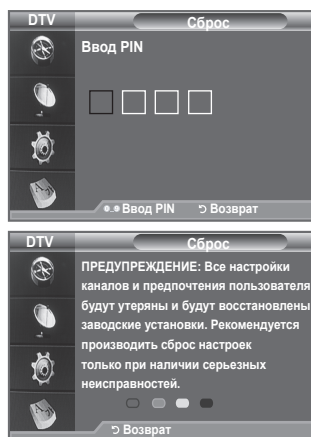 DTV
Сброс
Ввод PIN
Ввод PIN Возврат
DTV
Сброс
ПРЕДУПРЕЖДЕНИЕ: Все настройки
каналов и предпочтения пользователя
будут утеряны и будут восстановлены
заводские установки. Рекомендуется
производить сброс настроек
только при наличии серьезных
неисправностей.
Возврат